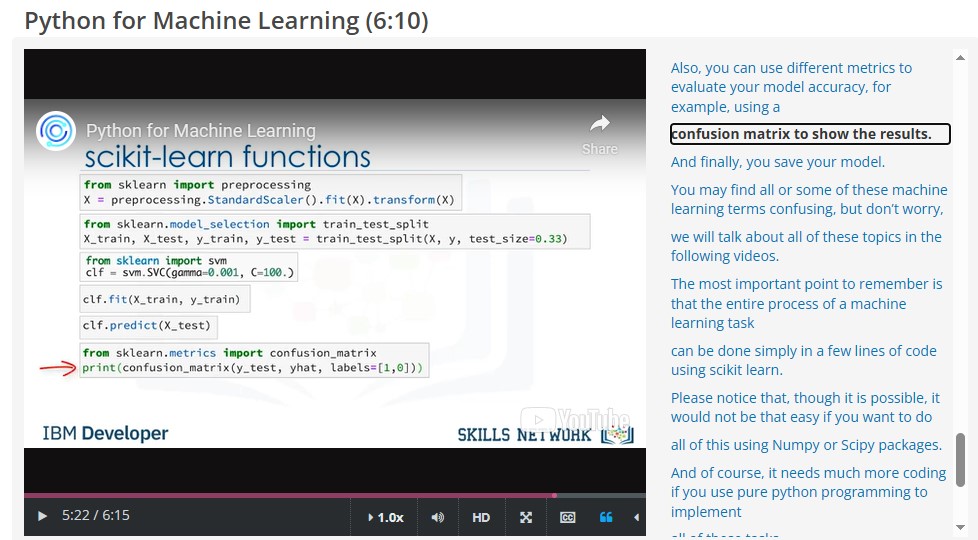 Python for Machine Learning (6:10)
Python for Machine Learning
Share
scikit-learn functions
from sklearn import preprocessing
X = preprocessing.StandardScaler().fit(X).transform(X)
from sklearn.model_selection import train_test_split
X_train, X_test, y_train, y_test = train_test_split(X, y, test_size=0.33)
from sklearn import svm
clf = svm.SVC(gamma=0.001, C=100.)
clf.fit(X_train, y_train)
clf.predict(X_test)
from sklearn.metrics import confusion_matrix
print(confusion_matrix(y_test, yhat, labels=[1,0]))
IBM Developer
SKILLS NETWORK
YouTube
5:22 / 6:15
1.0x
HD
CC
Also, you can use different metrics to
evaluate your model accuracy, for
example, using a
confusion matrix to show the results.
And finally, you save your model.
You may find all or some of these machine
learning terms confusing, but don’t worry,
we will talk about all of these topics in the
following videos.
The most important point to remember is
that the entire process of a machine
learning task
can be done simply in a few lines of code
using scikit learn.
Please notice that, though it is possible, it
would not be that easy if you want to do
all of this using Numpy or Scipy packages.
And of course, it needs much more coding
if you use pure python programming to
implement
all of these tasks.